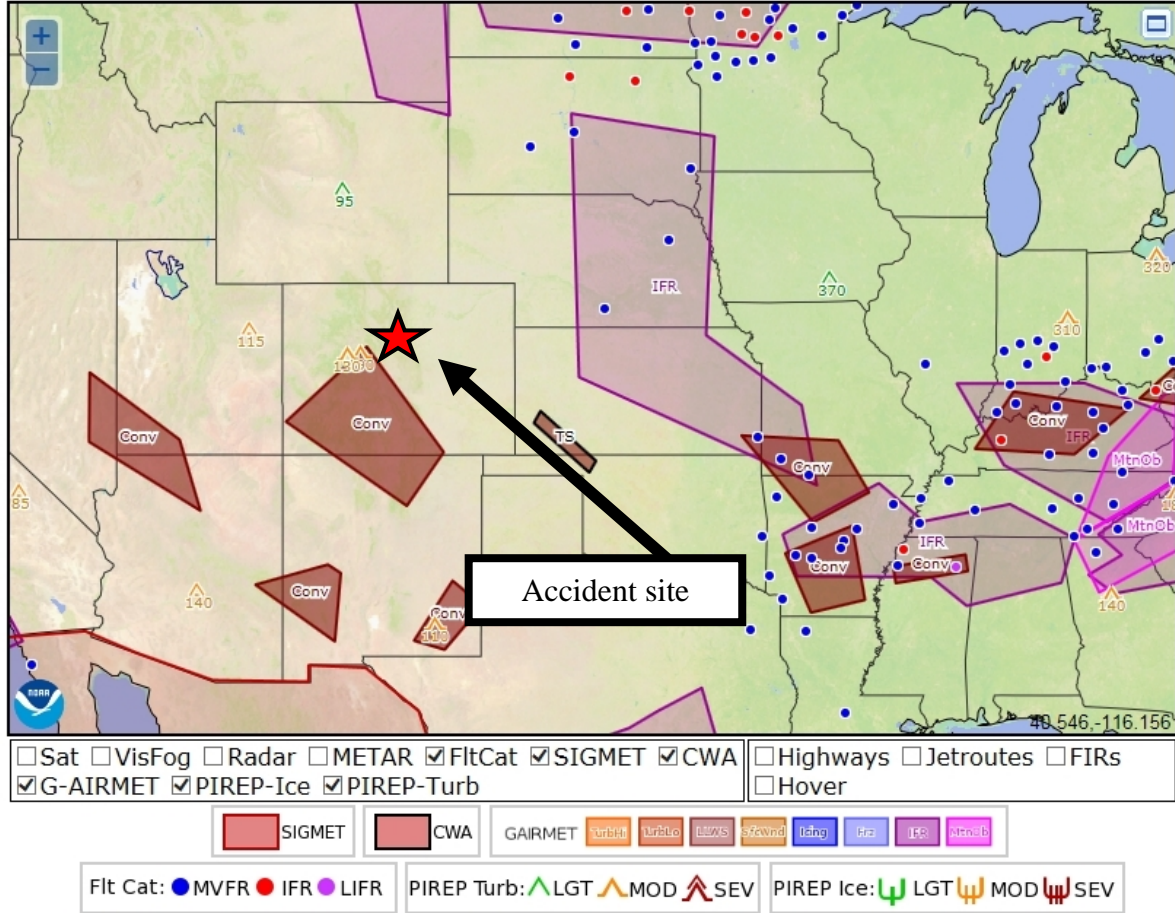 +
−
95
IFR
370
320
310
115
130
Conv
Conv
TS
Conv
Conv
IFR
Conv
MtnOb
85
MtnOb
IFR
Conv
Conv
140
Conv
Conv
110
140
Accident site
NOAA
40.546,-116.156
Sat VisFog Radar METAR FltCat SIGMET CWA
G-AIRMET PIREP-Ice PIREP-Turb
Highways Jetroutes FIRs
Hover
SIGMET CWA GAIRMET TurbHi TurbLo LLWS SfcWnd Icing Frz IFR MtnOb
Flt Cat: MVFR IFR LIFR PIREP Turb: LGT MOD SEV PIREP Ice: LGT MOD SEV